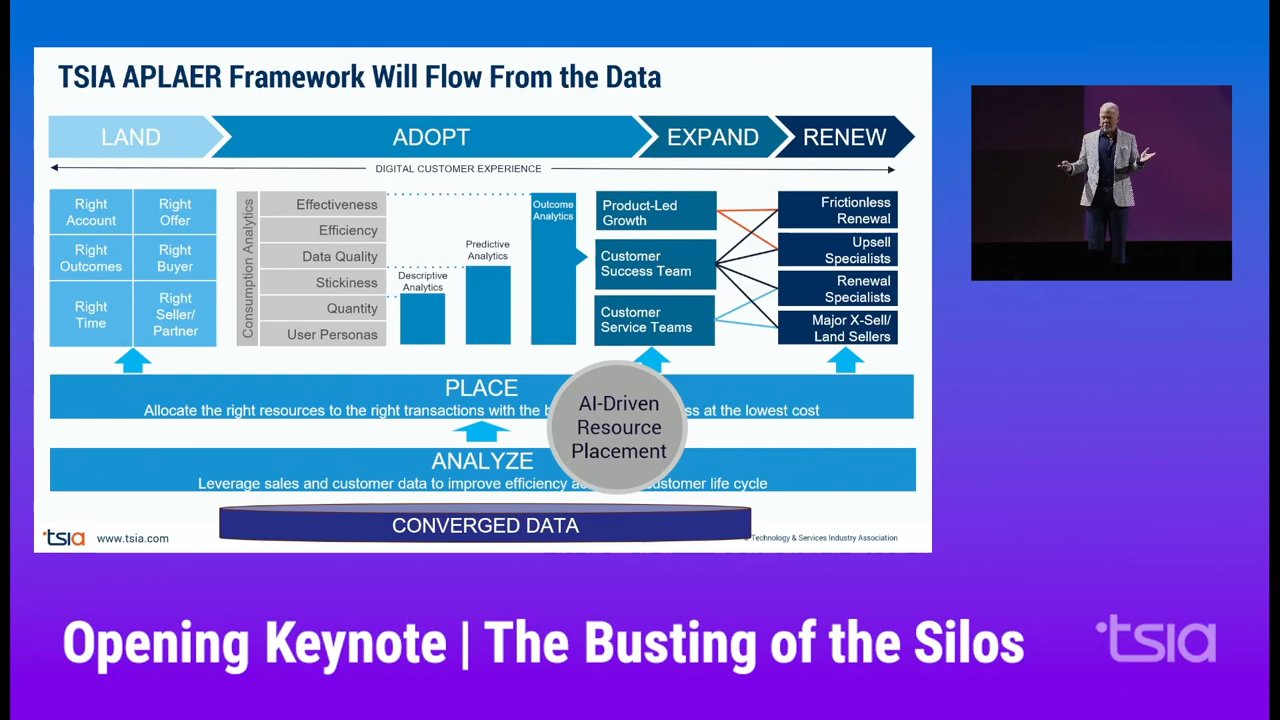 TSIA APLAER Framework Will Flow From the Data
LAND
ADOPT
EXPAND
RENEW
DIGITAL CUSTOMER EXPERIENCE
Right
Account
Right
Offer
Right
Outcomes
Right
Buyer
Right
Time
Right
Seller/
Partner
Consumption Analytics
Effectiveness
Efficiency
Data Quality
Stickiness
Quantity
User Personas
Descriptive
Analytics
Predictive
Analytics
Outcome
Analytics
Product-Led
Growth
Customer
Success Team
Customer
Service Teams
Frictionless
Renewal
Upsell
Specialists
Renewal
Specialists
Major X-Sell/
Land Sellers
PLACE
Allocate the right resources to the right transactions with the at the lowest cost
AI-Driven
Resource
Placement
ANALYZE
Leverage sales and customer data to improve efficiency customer life cycle
CONVERGED DATA
tsia
www.tsia.com
Technology & Services Industry Association
Opening Keynote | The Busting of the Silos
tsia